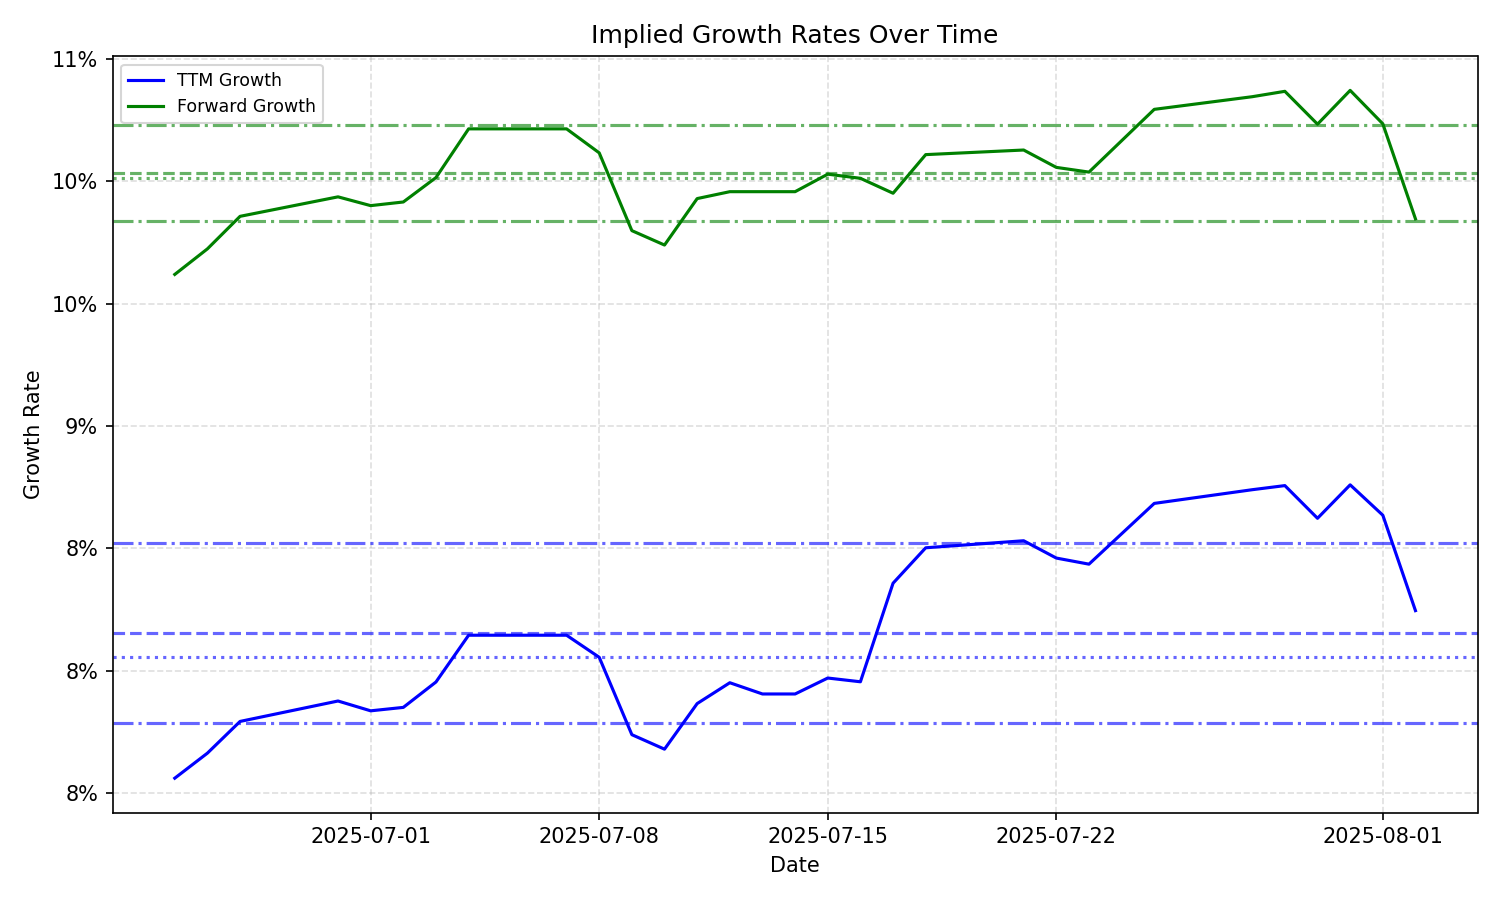 Implied Growth Rates Over Time
TTM Growth
Forward Growth
11%
10%
10%
9%
8%
8%
8%
Growth Rate
2025-07-01
2025-07-08
2025-07-15
2025-07-22
2025-08-01
Date